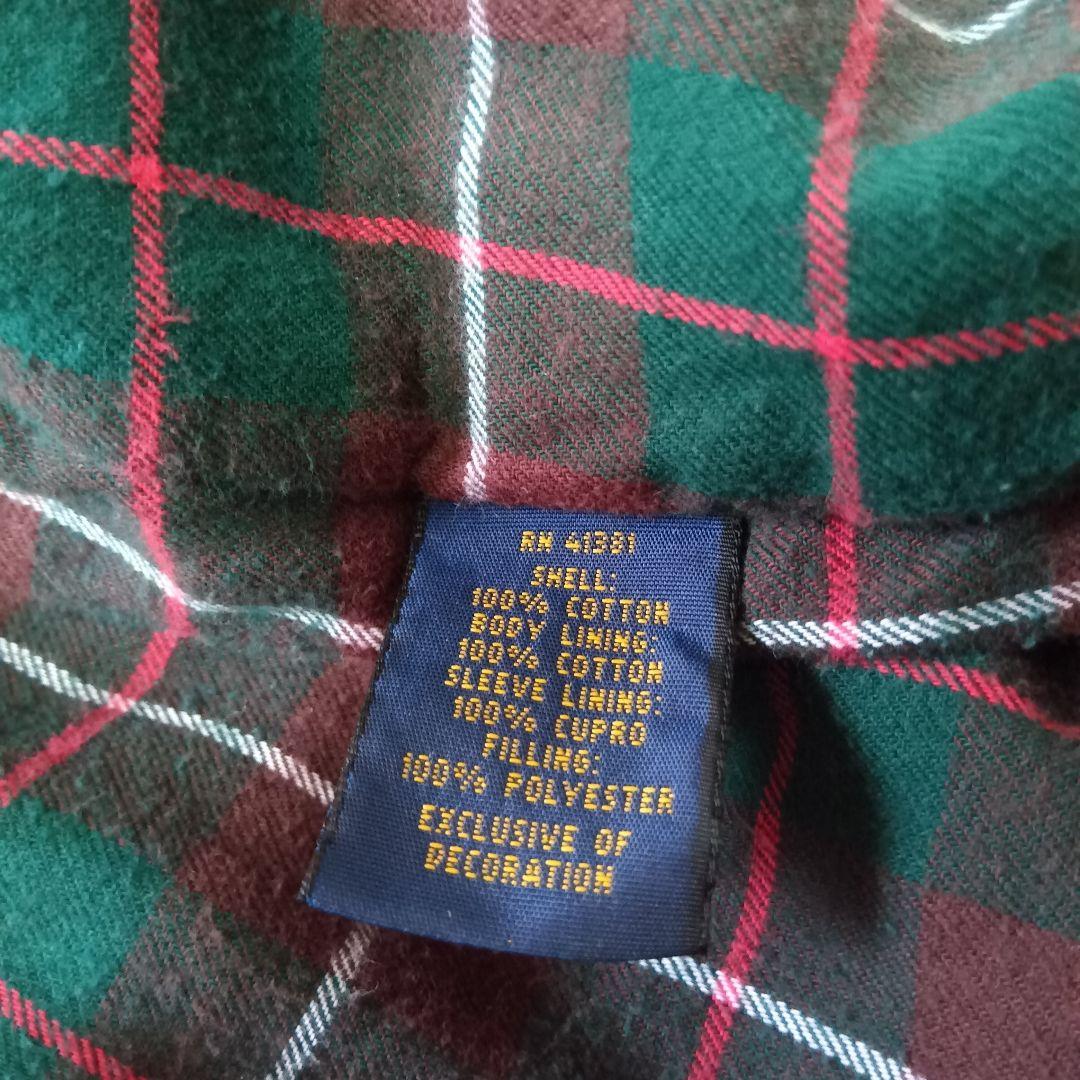 RN 41381
SHELL:
100% COTTON
BODY LINING:
100% COTTON
SLEEVE LINING:
100% CUPRO
FILLING:
100% POLYESTER
EXCLUSIVE OF
DECORATION